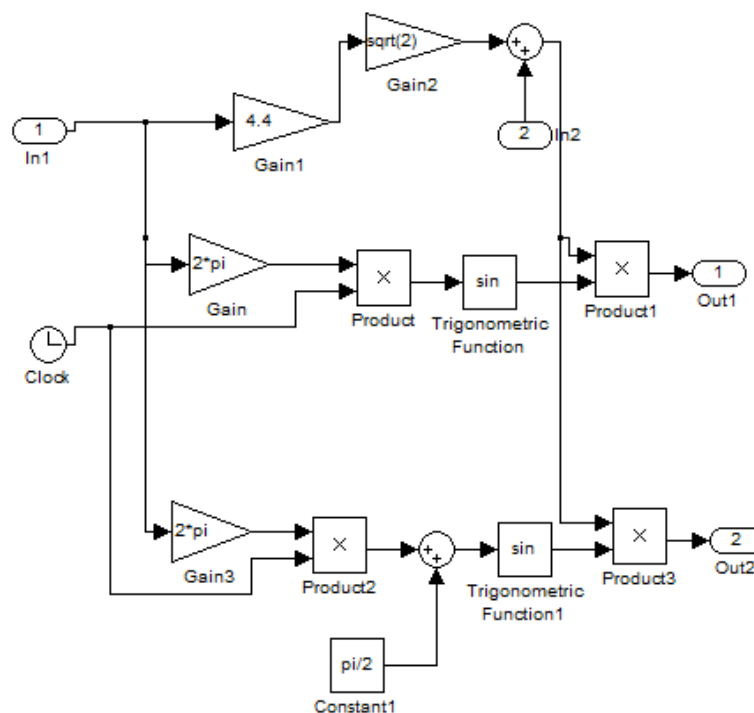 sqrt(2)
Gain2
1
In1
4.4
Gain1
2
In2
2*pi
Gain
Product
sin
Trigonometric
Function
Product1
1
Out1
Clock
2*pi
Gain3
Product2
sin
Trigonometric
Function1
Product3
2
Out2
pi/2
Constant1